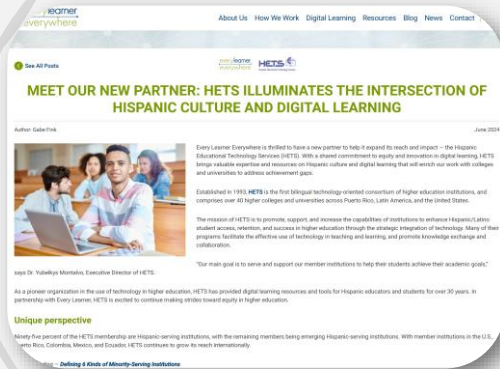 everylearner
everywhere
About Us How We Work Digital Learning Resources Blog News Contact
See All Posts
everylearner
everywhere
HETS
MEET OUR NEW PARTNER: HETS ILLUMINATES THE INTERSECTION OF
HISPANIC CULTURE AND DIGITAL LEARNING
Author: Gabe Fink
June 2024
Every Learner Everywhere is thrilled to have a new partner to help it expand its reach and impact — the Hispanic
Educational Technology Services (HETS). With a shared commitment to equity and innovation in digital learning, HETS
brings valuable expertise and resources on Hispanic culture and digital learning that will enrich our work with colleges
and universities to address achievement gaps.
Established in 1993, HETS is the first bilingual technology-oriented consortium of higher education institutions, and
comprises over 40 higher colleges and universities across Puerto Rico, Latin America, and the United States.
The mission of HETS is to promote, support, and increase the capabilities of institutions to enhance Hispanic/Latino
student access, retention, and success in higher education through the strategic integration of technology. Many of their
programs facilitate the effective use of technology in teaching and learning, and promote knowledge exchange and
collaboration.
"Our main goal is to serve and support our member institutions to help their students achieve their academic goals,"
says Dr. Yubelkys Montalvo, Executive Director of HETS.
As a pioneer organization in the use of technology in higher education, HETS has provided digital learning resources and tools for Hispanic educators and students for over 30 years. In
partnership with Every Learner, HETS is excited to continue making strides toward equity in higher education.
Unique perspective
Ninety-five percent of the HETS membership are Hispanic-serving institutions, with the remaining members being emerging Hispanic-serving institutions. With member institutions in the U.S.,
Puerto Rico, Colombia, Mexico, and Ecuador, HETS continues to grow its reach internationally.
— Defining 6 Kinds of Minority-Serving Institutions